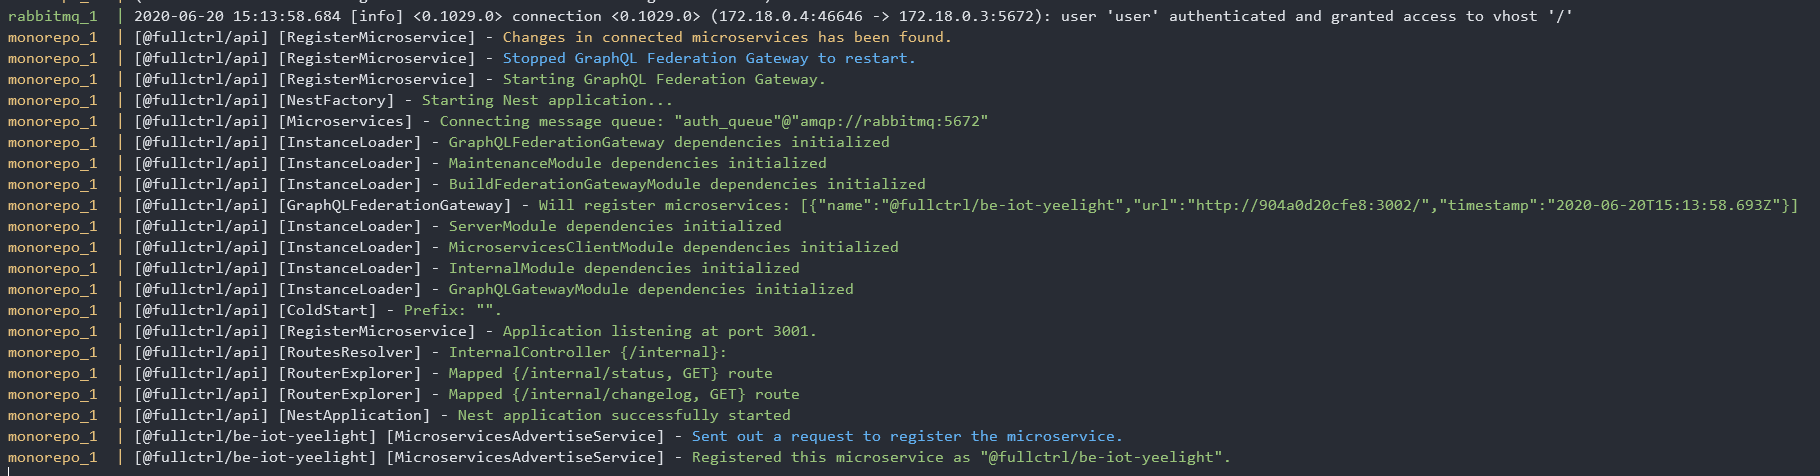 rabbitmq_1 | 2020-06-20 15:13:58.684 [info] <0.1029.0> connection <0.1029.0> (172.18.0.4:46646 -> 172.18.0.3:5672): user 'user' authenticated and granted access to vhost '/'
monorepo_1 | [@fullctrl/api] [RegisterMicroservice] - Changes in connected microservices has been found.
monorepo_1 | [@fullctrl/api] [RegisterMicroservice] - Stopped GraphQL Federation Gateway to restart.
monorepo_1 | [@fullctrl/api] [RegisterMicroservice] - Starting GraphQL Federation Gateway.
monorepo_1 | [@fullctrl/api] [NestFactory] - Starting Nest application...
monorepo_1 | [@fullctrl/api] [Microservices] - Connecting message queue: "auth_queue"@"amqp://rabbitmq:5672"
monorepo_1 | [@fullctrl/api] [InstanceLoader] - GraphQLFederationGateway dependencies initialized
monorepo_1 | [@fullctrl/api] [InstanceLoader] - MaintenanceModule dependencies initialized
monorepo_1 | [@fullctrl/api] [InstanceLoader] - BuildFederationGatewayModule dependencies initialized
monorepo_1 | [@fullctrl/api] [GraphQLFederationGateway] - Will register microservices: [{"name":"@fullctrl/be-iot-yeelight","url":"http://904a0d20cfe8:3002/","timestamp":"2020-06-20T15:13:58.693Z"}]
monorepo_1 | [@fullctrl/api] [InstanceLoader] - ServerModule dependencies initialized
monorepo_1 | [@fullctrl/api] [InstanceLoader] - MicroservicesClientModule dependencies initialized
monorepo_1 | [@fullctrl/api] [InstanceLoader] - InternalModule dependencies initialized
monorepo_1 | [@fullctrl/api] [InstanceLoader] - GraphQLGatewayModule dependencies initialized
monorepo_1 | [@fullctrl/api] [ColdStart] - Prefix: "".
monorepo_1 | [@fullctrl/api] [RegisterMicroservice] - Application listening at port 3001.
monorepo_1 | [@fullctrl/api] [RoutesResolver] - InternalController {/internal}:
monorepo_1 | [@fullctrl/api] [RouterExplorer] - Mapped {/internal/status, GET} route
monorepo_1 | [@fullctrl/api] [RouterExplorer] - Mapped {/internal/changelog, GET} route
monorepo_1 | [@fullctrl/api] [NestApplication] - Nest application successfully started
monorepo_1 | [@fullctrl/be-iot-yeelight] [MicroservicesAdvertiseService] - Sent out a request to register the microservice.
monorepo_1 | [@fullctrl/be-iot-yeelight] [MicroservicesAdvertiseService] - Registered this microservice as "@fullctrl/be-iot-yeelight".